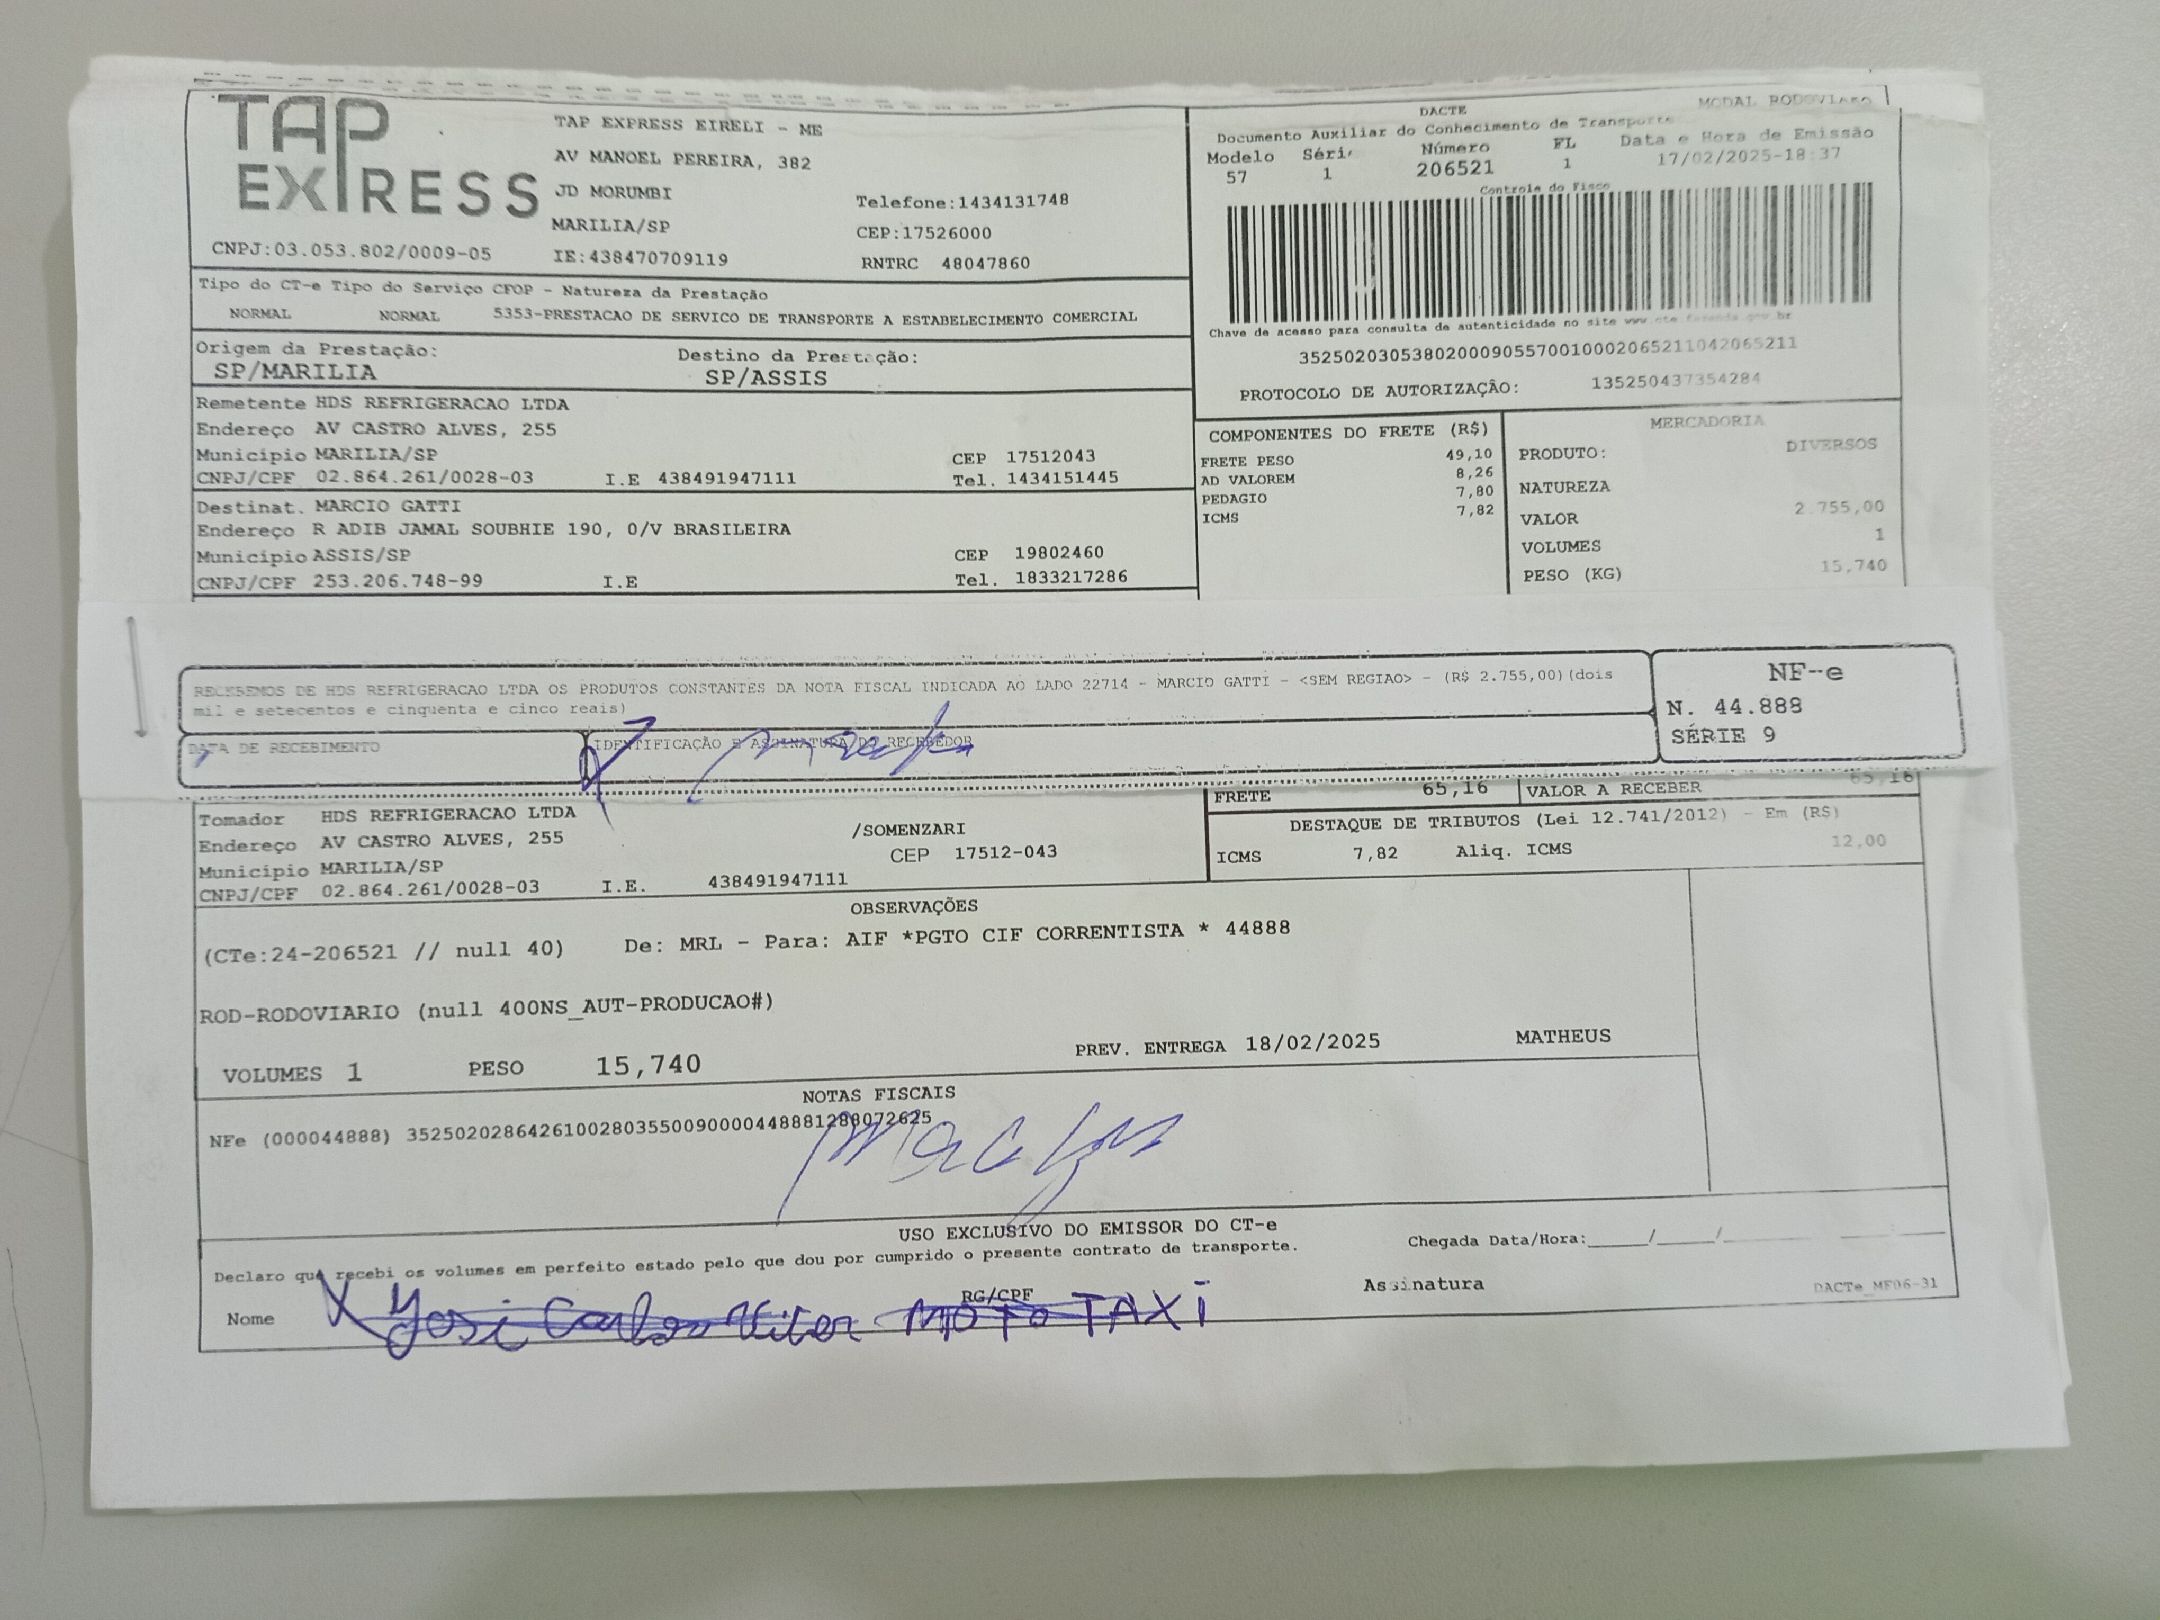 TAP
EXPRESS
TAP EXPRESS EIRELI - ME
AV MANOEL PEREIRA, 382
JD MORUMBI
MARILIA/SP
CNPJ:03.053.802/0009-05
IE:438470709119
Telefone:1434131748
CEP:17526000
RNTRC 48047860
DACTE
MODAL RODOVIARO
Documento Auxiliar do Conhecimento de Transporte
Modelo Séri Número FL Data e Hora de Emissão
57 1 206521 1 17/02/2025-18:37
Controle do Fisco
Chave de acesso para consulta de autenticidade no site www.cte.fazenda.gov.br
35250203053802000905570010002065211042065211
PROTOCOLO DE AUTORIZAÇÃO: 135250437354284
Tipo do CT-e Tipo do Serviço CFOP - Natureza da Prestação
NORMAL NORMAL 5353-PRESTACAO DE SERVICO DE TRANSPORTE A ESTABELECIMENTO COMERCIAL
Origem da Prestação: Destino da Prestação:
SP/MARILIA SP/ASSIS
Remetente HDS REFRIGERACAO LTDA
Endereço AV CASTRO ALVES, 255
Município MARILIA/SP CEP 17512043
CNPJ/CPF 02.864.261/0028-03 I.E 438491947111 Tel. 1434151445
Destinat. MARCIO GATTI
Endereço R ADIB JAMAL SOUBHIE 190, 0/V BRASILEIRA
Município ASSIS/SP CEP 19802460
CNPJ/CPF 253.206.748-99 I.E Tel. 1833217286
COMPONENTES DO FRETE (R$)
FRETE PESO 49,10
AD VALOREM 8,26
PEDAGIO 7,80
ICMS 7,82
MERCADORIA
PRODUTO: DIVERSOS
NATUREZA
VALOR 2.755,00
VOLUMES 1
PESO (KG) 15,740
RECEBEMOS DE HDS REFRIGERACAO LTDA OS PRODUTOS CONSTANTES DA NOTA FISCAL INDICADA AO LADO 22714 - MARCIO GATTI - <SEM REGIAO> - (R$ 2.755,00)(dois
mil e setecentos e cinquenta e cinco reais)
DATA DE RECEBIMENTO
IDENTIFICAÇÃO E ASSINATURA DO RECEBEDOR
NF-e
N. 44.888
SÉRIE 9
FRETE 65,16 VALOR A RECEBER 65,16
Tomador HDS REFRIGERACAO LTDA
Endereço AV CASTRO ALVES, 255 /SOMENZARI
Município MARILIA/SP CEP 17512-043
CNPJ/CPF 02.864.261/0028-03 I.E. 438491947111
DESTAQUE DE TRIBUTOS (Lei 12.741/2012) - Em (R$)
ICMS 7,82 Aliq. ICMS 12,00
OBSERVAÇÕES
(CTe:24-206521 // null 40) De: MRL - Para: AIF *PGTO CIF CORRENTISTA * 44888
ROD-RODOVIARIO (null 400NS_AUT-PRODUCAO#)
VOLUMES 1 PESO 15,740 PREV. ENTREGA 18/02/2025 MATHEUS
NOTAS FISCAIS
NFe (000044888) 35250202864261002803550090000448881288072625
USO EXCLUSIVO DO EMISSOR DO CT-e
Declaro que recebi os volumes em perfeito estado pelo que dou por cumprido o presente contrato de transporte.
Chegada Data/Hora:_____/_____/
Nome RG/CPF Assinatura DACTe_MF06-31
X José Carlos Vitor MOTO TAXI